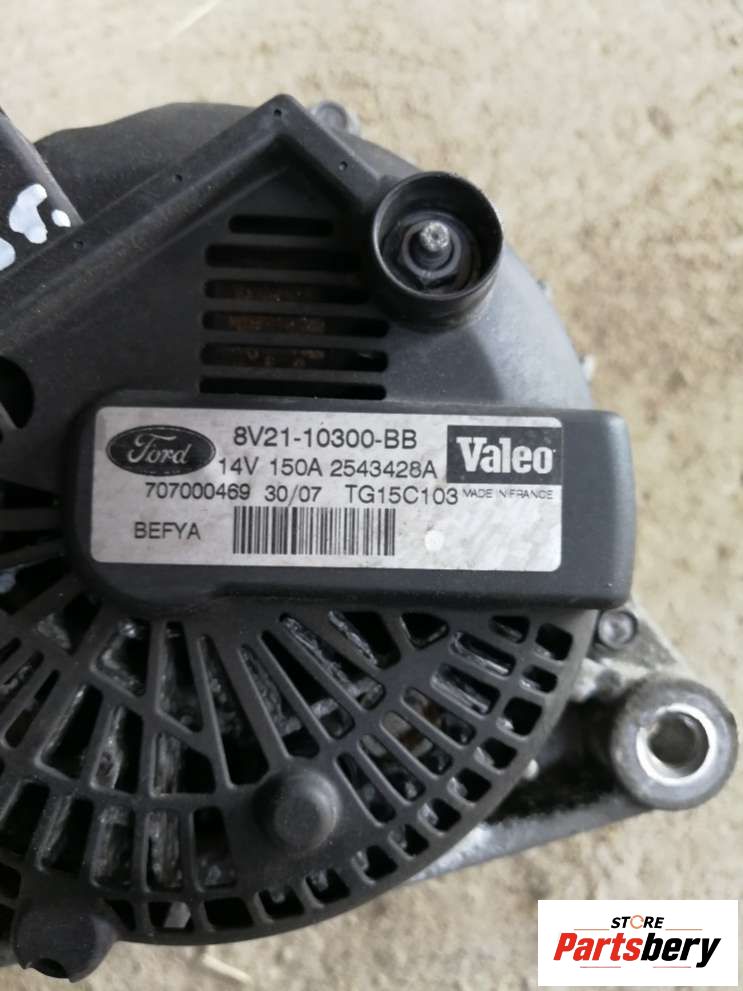 Ford 8V21-10300-BB Valeo
14V 150A 2543428A
707000469 30/07 TG15C103 MADE IN FRANCE
BEFYA
STORE
Partsbery